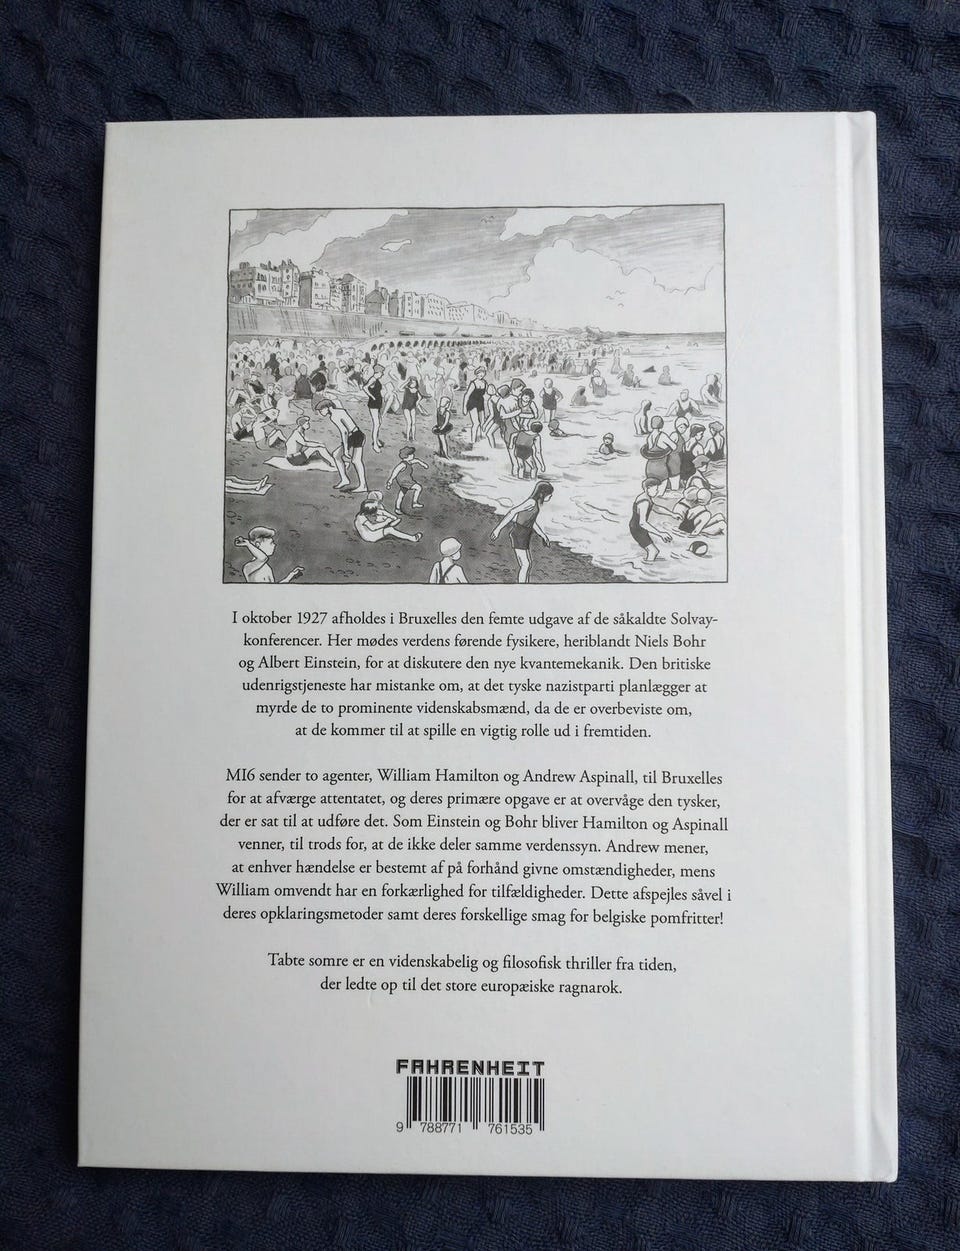 I oktober 1927 afholdes i Bruxelles den femte udgave af de såkaldte Solvay-
konferencer. Her mødes verdens førende fysikere, heriblandt Niels Bohr
og Albert Einstein, for at diskutere den nye kvantemekanik. Den britiske
udenrigstjeneste har mistanke om, at det tyske nazistparti planlægger at
myrde de to prominente videnskabsmænd, da de er overbeviste om,
at de kommer til at spille en vigtig rolle ud i fremtiden.
MI6 sender to agenter, William Hamilton og Andrew Aspinall, til Bruxelles
for at afværge attentatet, og deres primære opgave er at overvåge den tysker,
der er sat til at udføre det. Som Einstein og Bohr bliver Hamilton og Aspinall
venner, til trods for, at de ikke deler samme verdenssyn. Andrew mener,
at enhver hændelse er bestemt af på forhånd givne omstændigheder, mens
William omvendt har en forkærlighed for tilfældigheder. Dette afspejles såvel i
deres opklaringsmetoder samt deres forskellige smag for belgiske pomfritter!
Tabte somre er en videnskabelig og filosofisk thriller fra tiden,
der ledte op til det store europæiske ragnarok.
FAHRENHEIT
9 788771 761535